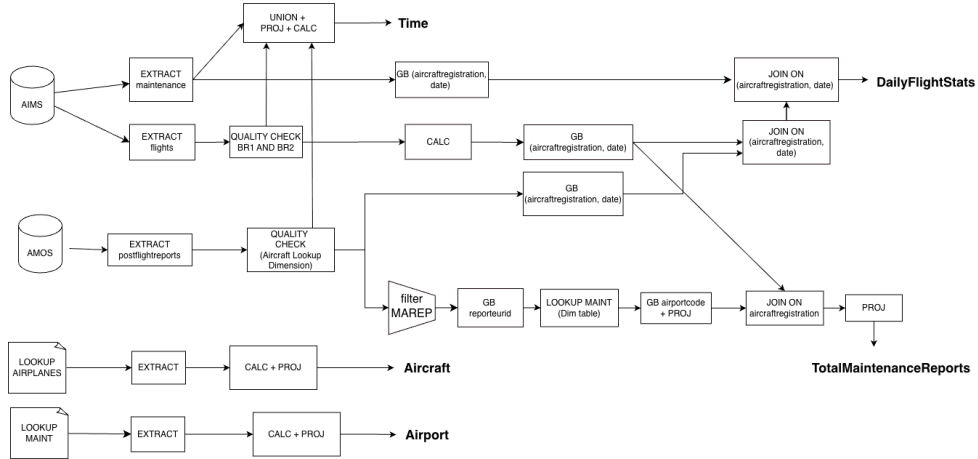 UNION +
PROJ + CALC
Time
AIMS
EXTRACT
maintenance
GB (aircraftregistration,
date)
JOIN ON
(aircraftregistration, date)
DailyFlightStats
EXTRACT
flights
QUALITY CHECK
BR1 AND BR2
CALC
GB
(aircraftregistration, date)
JOIN ON
(aircraftregistration,
date)
GB
(aircraftregistration, date)
AMOS
EXTRACT
postflightreports
QUALITY
CHECK
(Aircraft Lookup
Dimension)
filter
MAREP
GB
reporteurid
LOOKUP MAINT
(Dim table)
GB airportcode
+ PROJ
JOIN ON
aircraftregistration
PROJ
TotalMaintenanceReports
LOOKUP
AIRPLANES
EXTRACT
CALC + PROJ
Aircraft
LOOKUP
MAINT
EXTRACT
CALC + PROJ
Airport